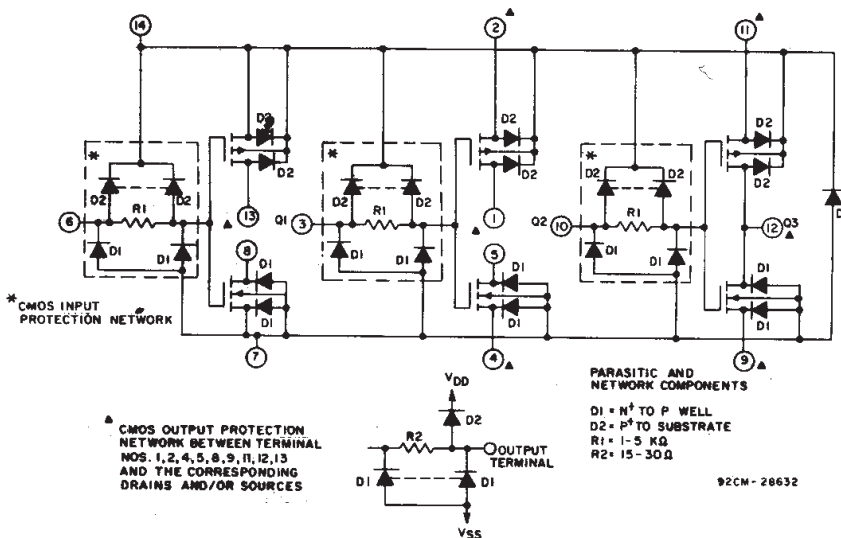 14
2 ▲
11 ▲
D2
D2
D2
D2
D2
D2
*
*
*
D2
D2
D2
D2
D2
D2
R1
R1
R1
6
13
▲
Q1
3
1
▲
Q2
10
12
Q3
▲
D1
D1
8
D1
D1
5
D1
D1
D1
D1
D1
D1
D1
D1
D
7
4 ▲
9 ▲
* CMOS INPUT
PROTECTION NETWORK
▲ CMOS OUTPUT PROTECTION
NETWORK BETWEEN TERMINAL
NOS. 1,2,4,5,8,9,11,12,13
AND THE CORRESPONDING
DRAINS AND/OR SOURCES
VDD
D2
R2
OUTPUT
TERMINAL
D1
D1
VSS
PARASITIC AND
NETWORK COMPONENTS
D1 = N+ TO P WELL
D2 = P+ TO SUBSTRATE
R1 = 1-5 KΩ
R2 = 15-30Ω
92CM-28632